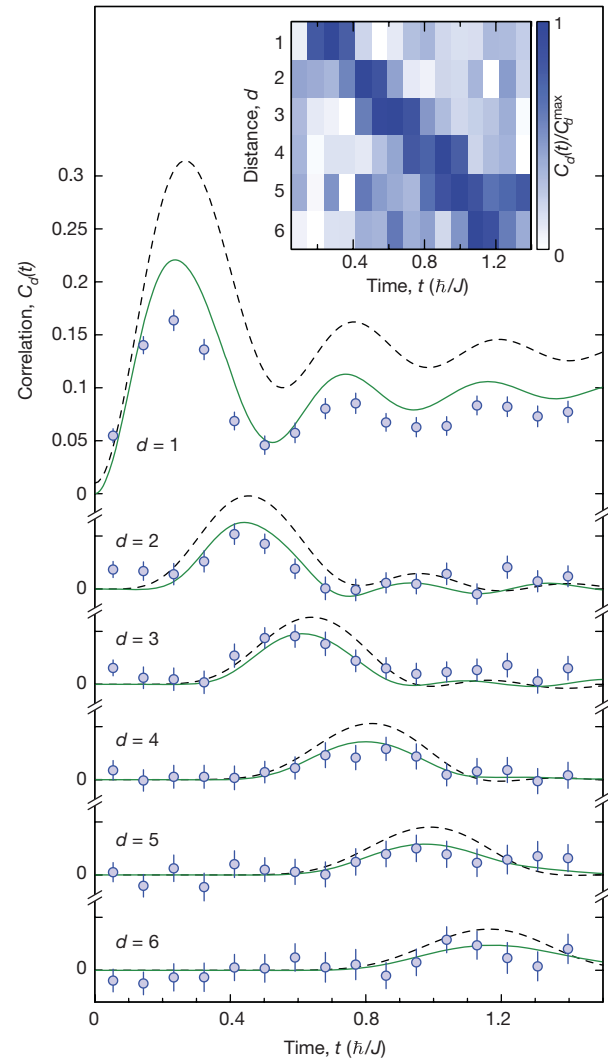 1
2
3
4
5
6
Distance, d
0.4 0.8 1.2
Time, t (ħ/J)
1
0
C_d(t)/C_d^max
0.3
0.25
0.2
0.15
0.1
0.05
0
Correlation, C_d(t)
d = 1
d = 2
0
d = 3
0
d = 4
0
d = 5
0
d = 6
0
0 0.4 0.8 1.2
Time, t (ħ/J)